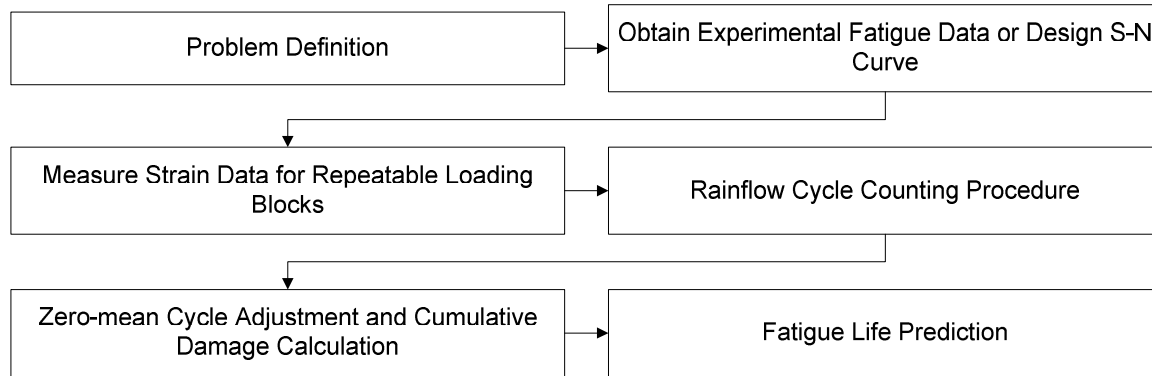 Problem Definition
Obtain Experimental Fatigue Data or Design S-N
Curve
Measure Strain Data for Repeatable Loading
Blocks
Rainflow Cycle Counting Procedure
Zero-mean Cycle Adjustment and Cumulative
Damage Calculation
Fatigue Life Prediction